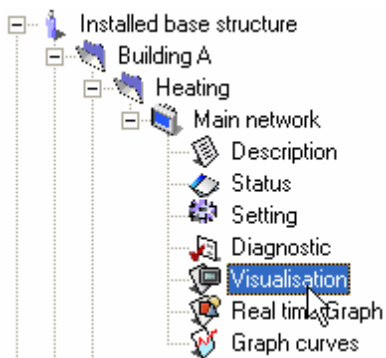 Installed base structure
Building A
Heating
Main network
Description
Status
Setting
Diagnostic
Visualisation
Real time Graph
Graph curves